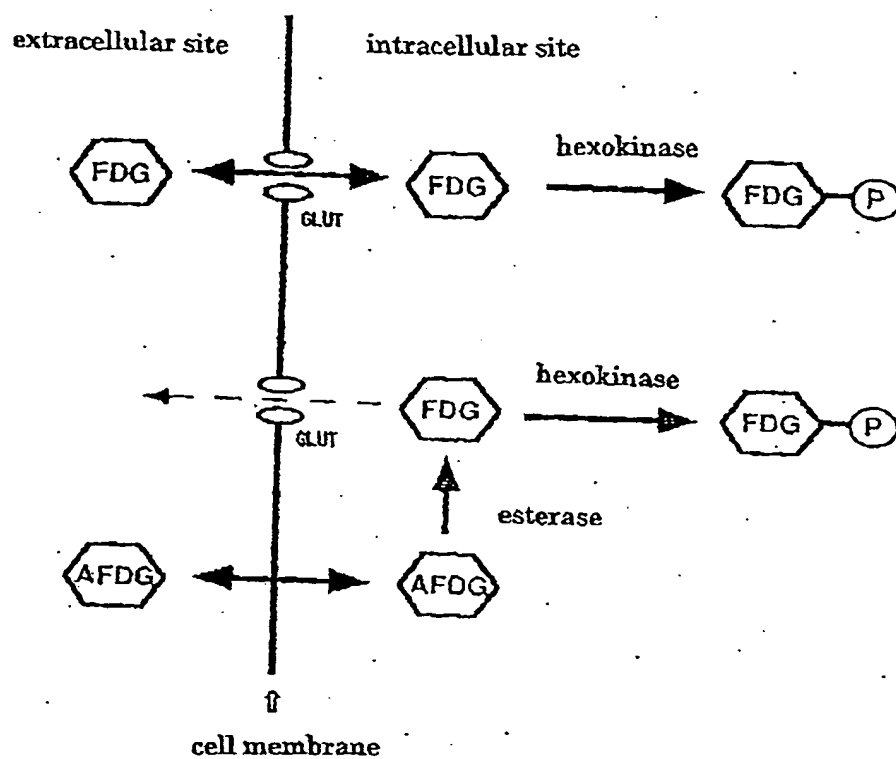 extracellular site
intracellular site
FDG
GLUT
FDG
hexokinase
FDG
P
GLUT
FDG
hexokinase
FDG
P
esterase
AFDG
AFDG
cell membrane